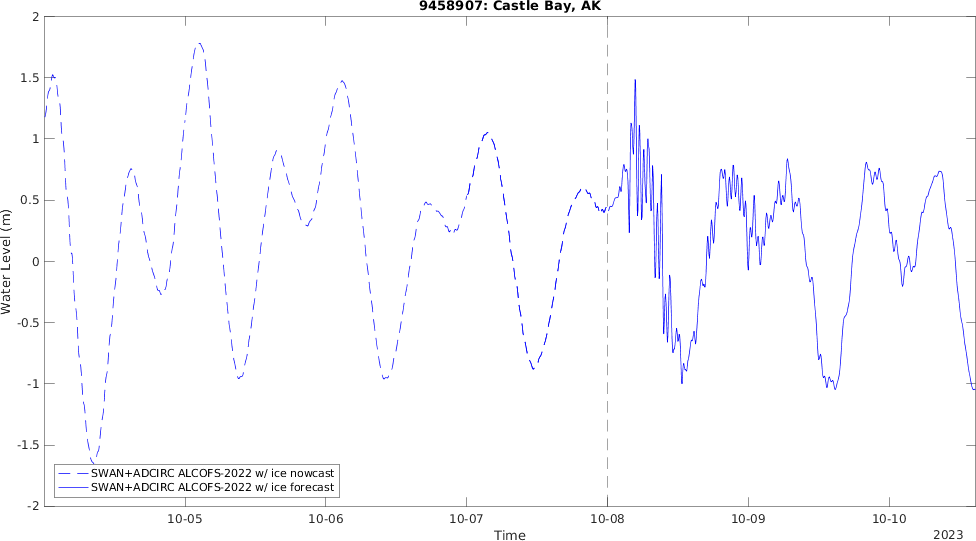 9458907: Castle Bay, AK
2
1.5
1
0.5
0
-0.5
-1
-1.5
-2
Water Level (m)
SWAN+ADCIRC ALCOFS-2022 w/ ice nowcast
SWAN+ADCIRC ALCOFS-2022 w/ ice forecast
10-05 10-06 10-07 10-08 10-09 10-10
Time
2023